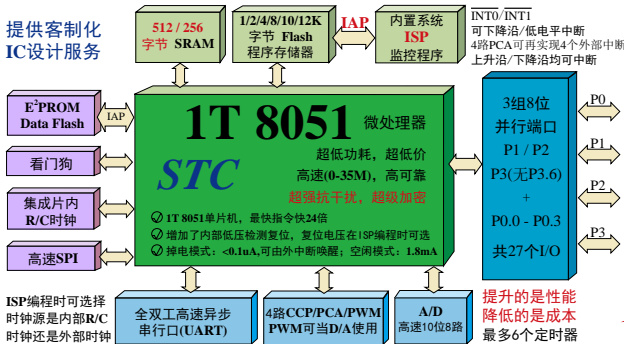 提供客制化
IC设计服务
512 / 256
字节 SRAM
1/2/4/8/10/12K
字节 Flash
程序存储器
IAP
内置系统
ISP
监控程序
INT0/INT1
可下降沿/低电平中断
4路PCA可再实现4个外部中断
上升沿/下降沿均可中断
E²PROM
Data Flash
IAP
看门狗
集成片内
R/C时钟
高速SPI
1T 8051 微处理器
STC
超低功耗，超低价
高速(0-35M)，高可靠
超强抗干扰，超级加密
1T 8051单片机，最快指令快24倍
增加了内部低压检测复位，复位电压在ISP编程时可选
掉电模式：<0.1uA,可由外中断唤醒；空闲模式：1.8mA
3组8位
并行端口
P1 / P2
P3(无P3.6)
+
P0.0 - P0.3
共27个I/O
P0
P1
P2
P3
ISP编程时可选择
时钟源是内部R/C
时钟还是外部时钟
全双工高速异步
串行口(UART)
4路CCP/PCA/PWM
PWM可当D/A使用
A/D
高速10位8路
提升的是性能
降低的是成本
最多6个定时器